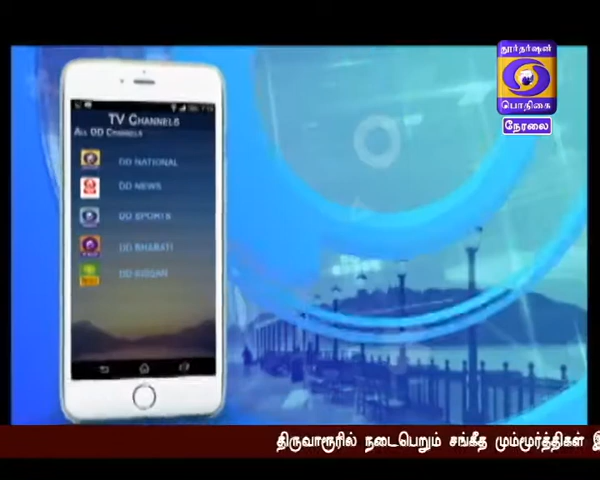 தூர்தர்ஷன்
பொதிகை
நேரலை
TV CHANNELS
ALL DD CHANNELS
DD NATIONAL
DD NEWS
DD SPORTS
DD BHARATI
DD KISAN
திருவாரூரில் நடைபெறும் சங்கீத மும்மூர்த்திகள்